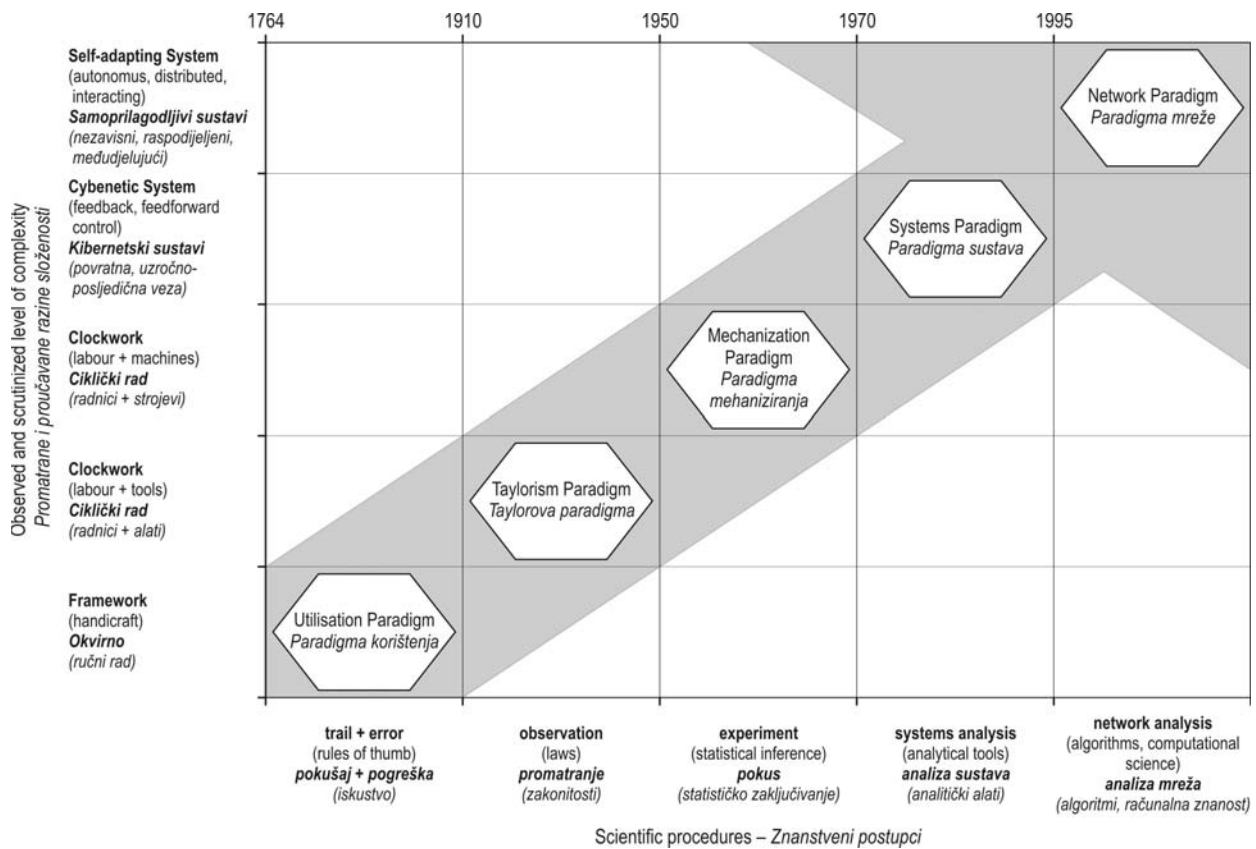 1764
1910
1950
1970
1995
Observed and scrutinized level of complexity
Promatrane i proučavane razine složenosti
Self-adapting System
(autonomus, distributed,
interacting)
Samoprilagodljivi sustavi
(nezavisni, raspodijeljeni,
međudjelujući)
Network Paradigm
Paradigma mreže
Cybenetic System
(feedback, feedforward
control)
Kibernetski sustavi
(povratna, uzročno-
posljedična veza)
Systems Paradigm
Paradigma sustava
Clockwork
(labour + machines)
Ciklički rad
(radnici + strojevi)
Mechanization
Paradigm
Paradigma
mehaniziranja
Clockwork
(labour + tools)
Ciklički rad
(radnici + alati)
Taylorism Paradigm
Taylorova paradigma
Framework
(handicraft)
Okvirno
(ručni rad)
Utilisation Paradigm
Paradigma korištenja
trail + error
(rules of thumb)
pokušaj + pogreška
(iskustvo)
observation
(laws)
promatranje
(zakonitosti)
experiment
(statistical inference)
pokus
(statističko zaključivanje)
systems analysis
(analytical tools)
analiza sustava
(analitički alati)
network analysis
(algorithms, computational
science)
analiza mreža
(algoritmi, računalna znanost)
Scientific procedures – Znanstveni postupci